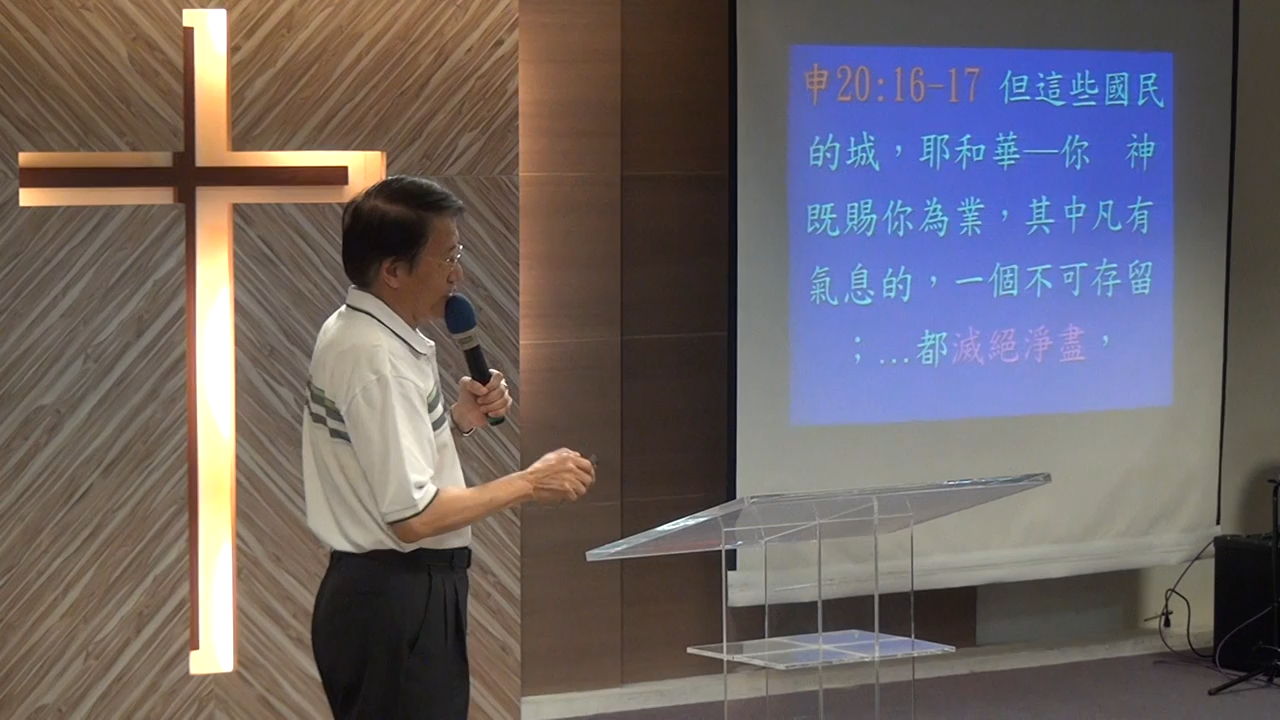 申20:16-17 但這些國民
的城，耶和華─你　神
既賜你為業，其中凡有
氣息的，一個不可存留
；…都滅絕淨盡，